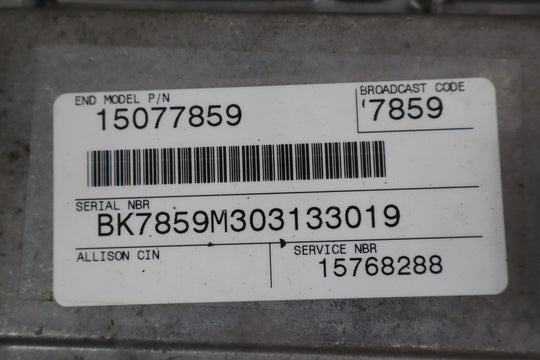 END MODEL P/N
15077859
BROADCAST CODE
7859
SERIAL NBR
BK7859M303133019
ALLISON CIN
SERVICE NBR
15768288